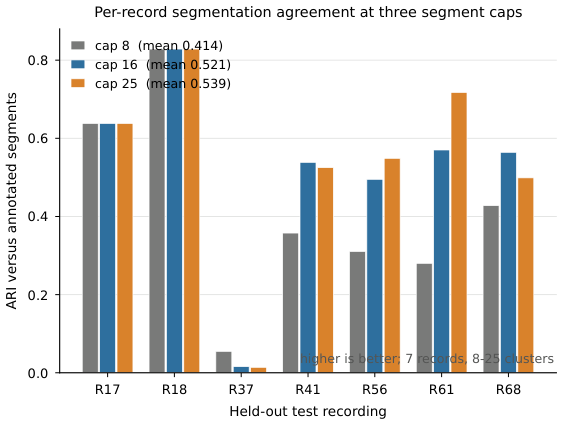 Per-record segmentation agreement at three segment caps
cap 8 (mean 0.414)
cap 16 (mean 0.521)
cap 25 (mean 0.539)
ARI versus annotated segments
0.8
0.6
0.4
0.2
0.0
higher is better; 7 records, 8-25 clusters
R17 R18 R37 R41 R56 R61 R68
Held-out test recording